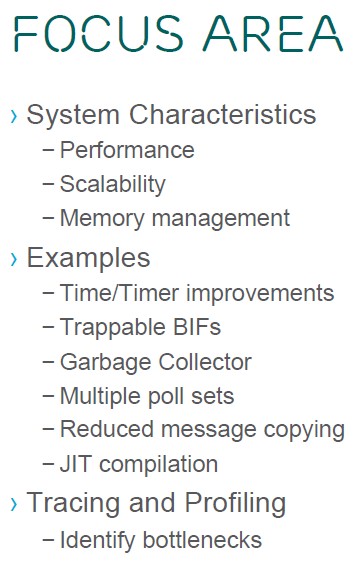 FOCUS AREA
› System Characteristics
– Performance
– Scalability
– Memory management
› Examples
– Time/Timer improvements
– Trappable BIFs
– Garbage Collector
– Multiple poll sets
– Reduced message copying
– JIT compilation
› Tracing and Profiling
– Identify bottlenecks